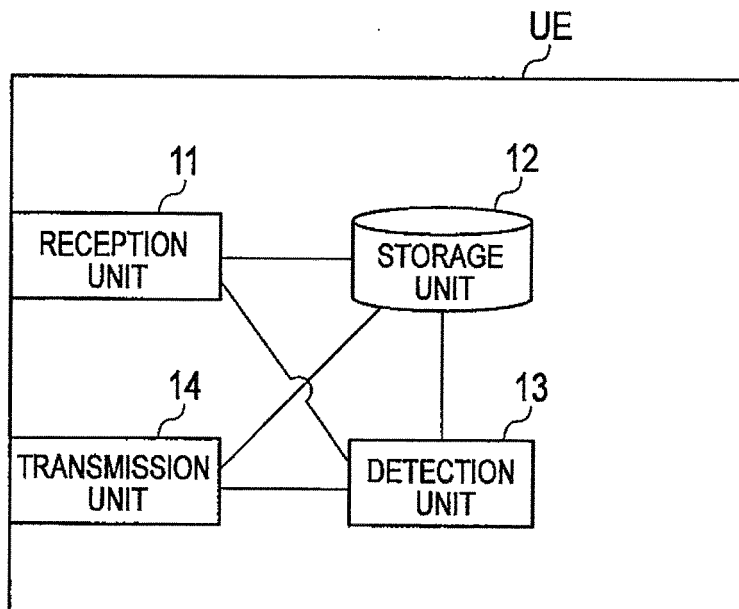 UE
11
RECEPTION
UNIT
12
STORAGE
UNIT
14
TRANSMISSION
UNIT
13
DETECTION
UNIT